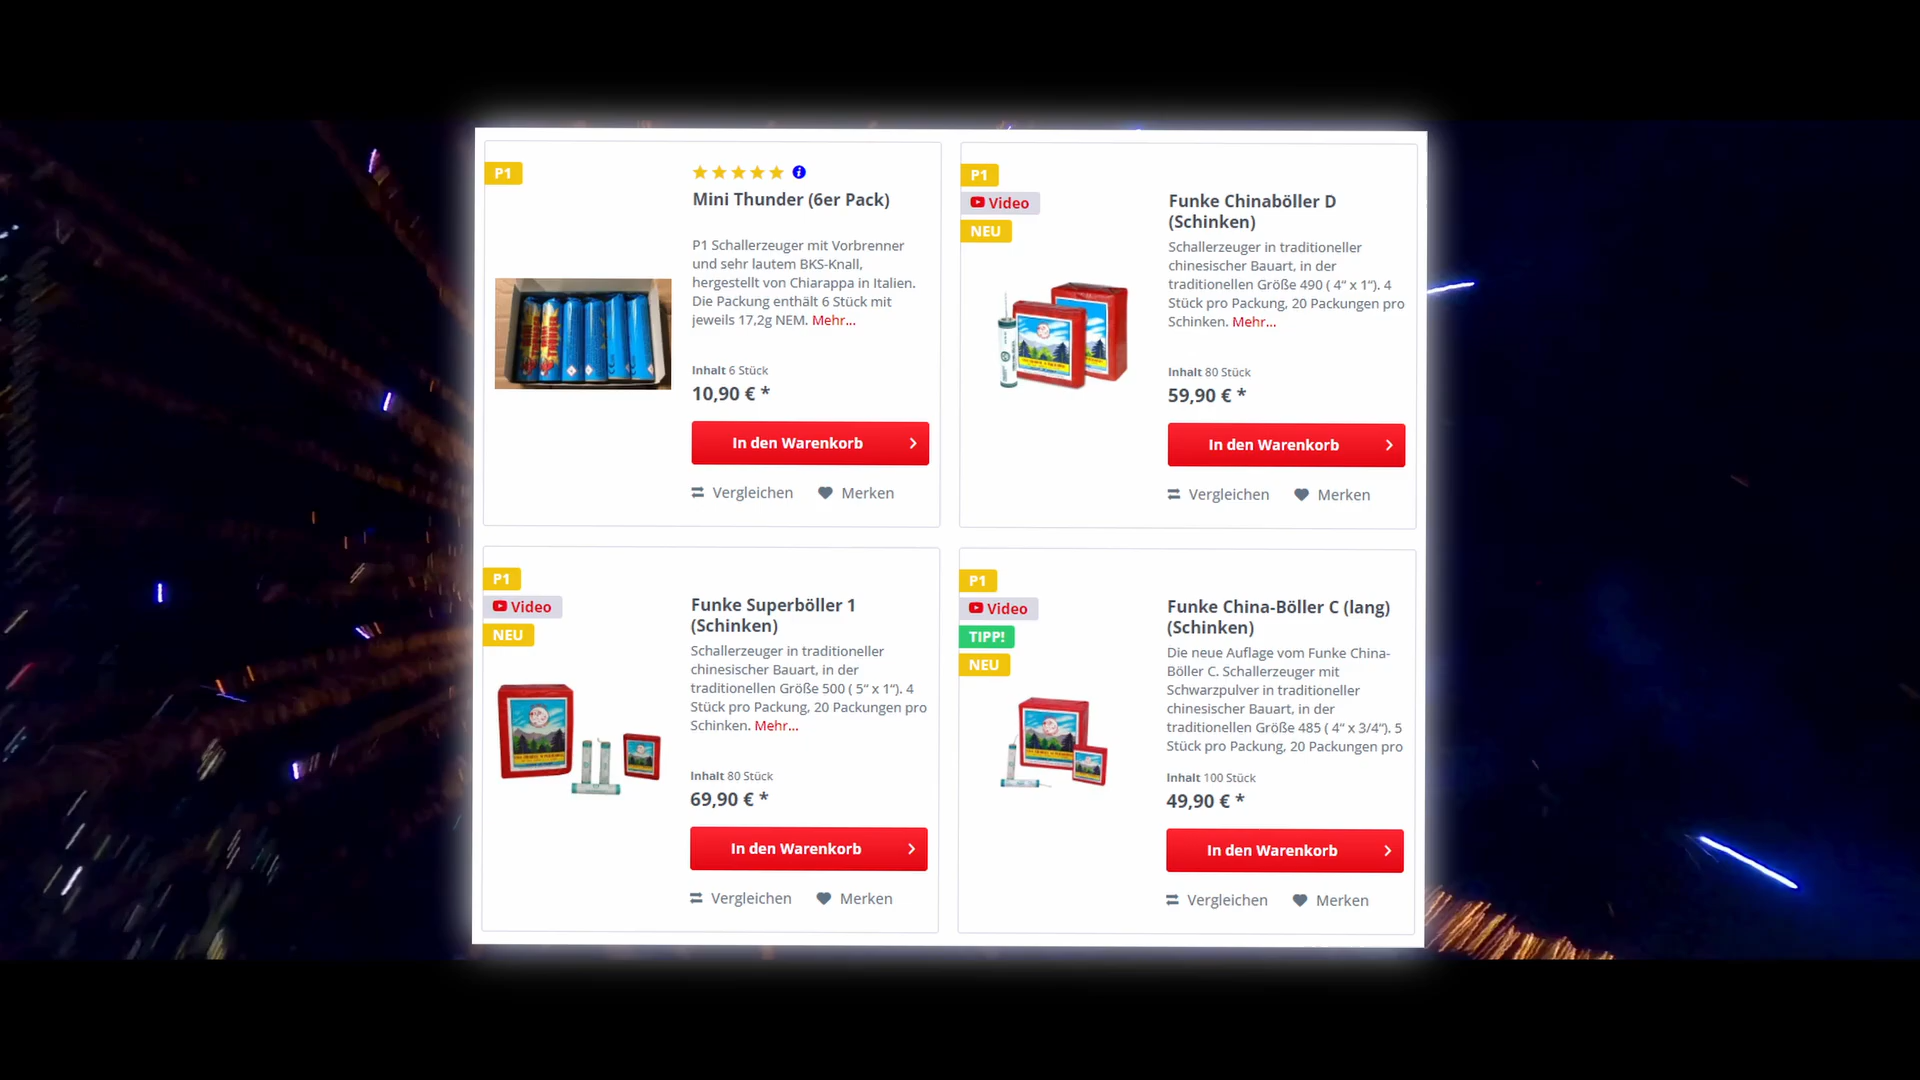 P1
Mini Thunder (6er Pack)
P1 Schallerzeuger mit Vorbrenner
und sehr lautem BKS-Knall,
hergestellt von Chiarappa in Italien.
Die Packung enthält 6 Stück mit
jeweils 17,2g NEM. Mehr...
Inhalt 6 Stück
10,90 € *
In den Warenkorb
Vergleichen Merken
P1
Video
NEU
Funke Chinaböller D
(Schinken)
Schallerzeuger in traditioneller
chinesischer Bauart, in der
traditionellen Größe 490 ( 4“ x 1“). 4
Stück pro Packung, 20 Packungen pro
Schinken. Mehr...
Inhalt 80 Stück
59,90 € *
In den Warenkorb
Vergleichen Merken
P1
Video
NEU
Funke Superböller 1
(Schinken)
Schallerzeuger in traditioneller
chinesischer Bauart, in der
traditionellen Größe 500 ( 5“ x 1“). 4
Stück pro Packung, 20 Packungen pro
Schinken. Mehr...
Inhalt 80 Stück
69,90 € *
In den Warenkorb
Vergleichen Merken
P1
Video
TIPP!
NEU
Funke China-Böller C (lang)
(Schinken)
Die neue Auflage vom Funke China-
Böller C. Schallerzeuger mit
Schwarzpulver in traditioneller
chinesischer Bauart, in der
traditionellen Größe 485 ( 4“ x 3/4“). 5
Stück pro Packung, 20 Packungen pro
Inhalt 100 Stück
49,90 € *
In den Warenkorb
Vergleichen Merken